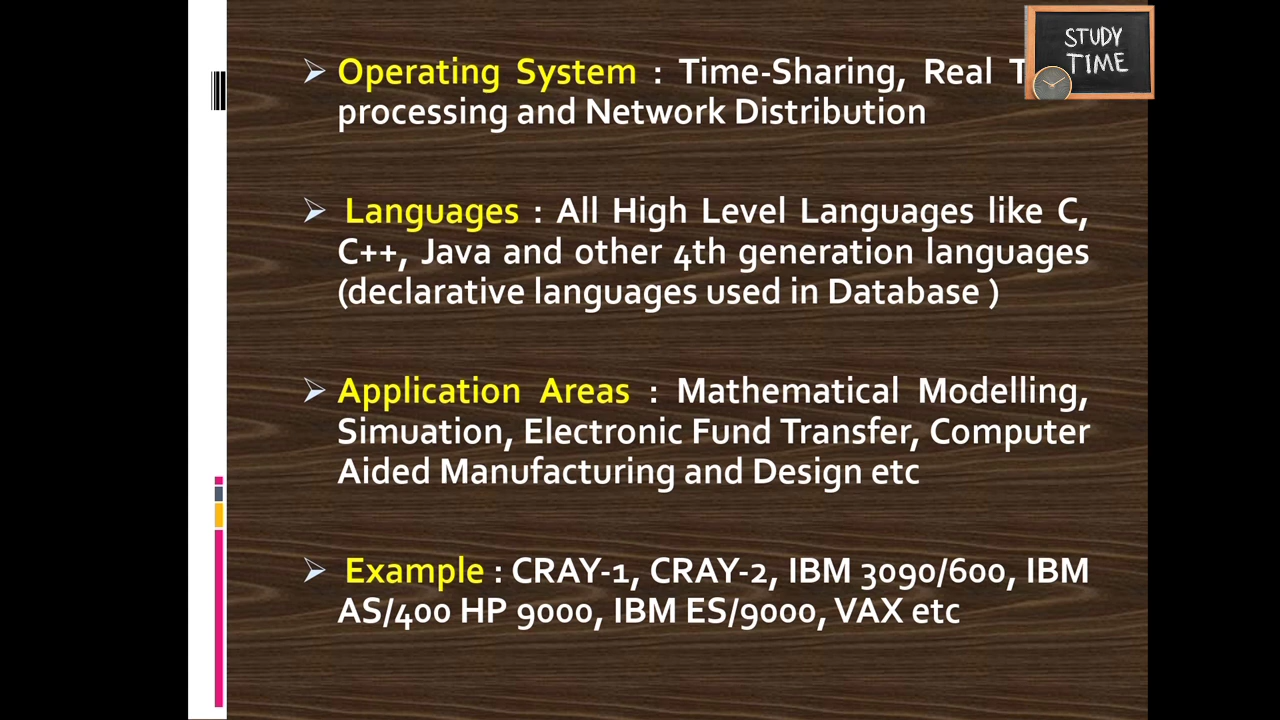 Operating System : Time-Sharing, Real
processing and Network Distribution
Languages : All High Level Languages like C,
C++, Java and other 4th generation languages
(declarative languages used in Database )
Application Areas : Mathematical Modelling,
Simuation, Electronic Fund Transfer, Computer
Aided Manufacturing and Design etc
Example : CRAY-1, CRAY-2, IBM 3090/600, IBM
AS/400 HP 9000, IBM ES/9000, VAX etc
STUDY
TIME